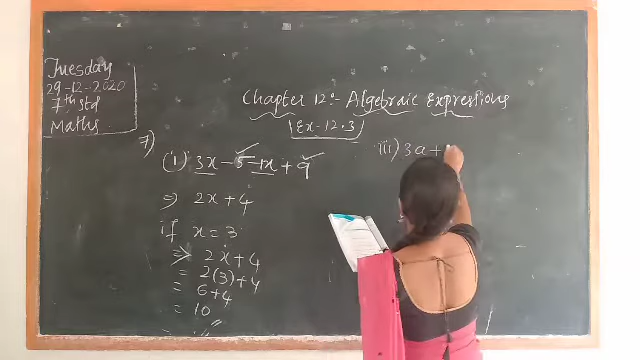 Tuesday
29-12-2020
7th Std
Maths
Chapter 12:- Algebraic Expressions
Ex-12.3
7)
(i) 3x - 5 - x + 9
⇒ 2x + 4
if x = 3
⇒ 2x + 4
= 2(3) + 4
= 6 + 4
= 10
iii) 3a +